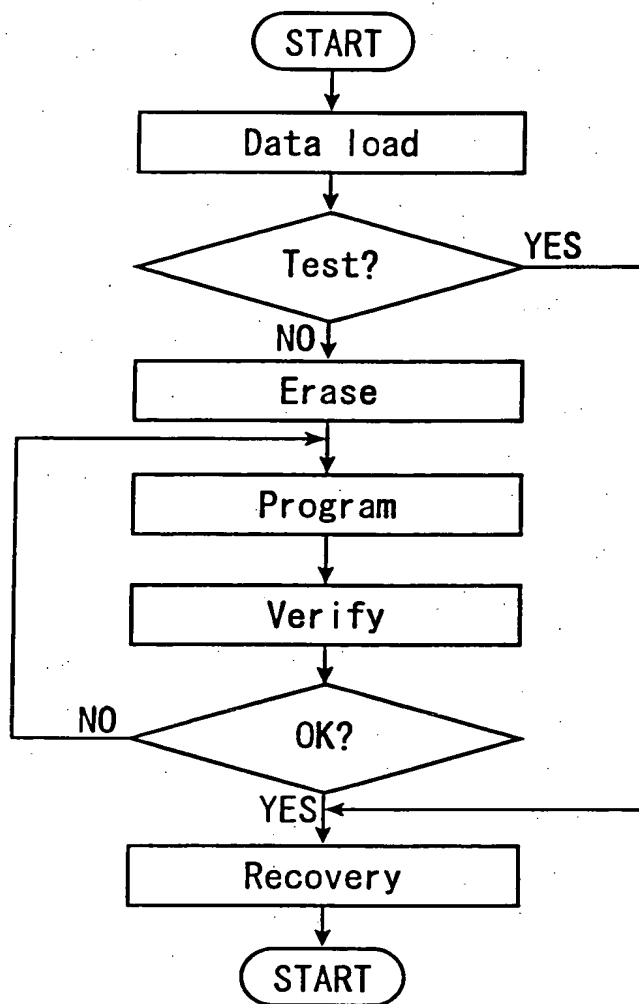 START
Data load
Test?
YES
NO
Erase
Program
Verify
NO
OK?
YES
Recovery
START